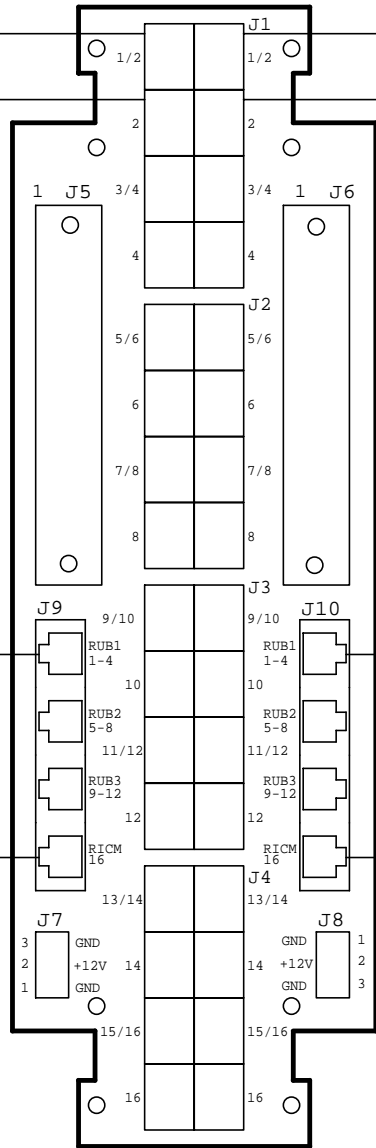 J1
1/2 1/2
2 2
1 J5 3/4 3/4 1 J6
4 4
J2
5/6 5/6
6 6
7/8 7/8
8 8
J3
J9 9/10 9/10 J10
RUB1 RUB1
1-4 1-4
10 10
RUB2 RUB2
5-8 5-8
11/12 11/12
RUB3 RUB3
9-12 9-12
12 12
RICM RICM
16 16
J4
13/14 13/14
J7 J8
3 GND GND 1
2 +12V 14 14 +12V 2
1 GND GND 3
15/16 15/16
16 16